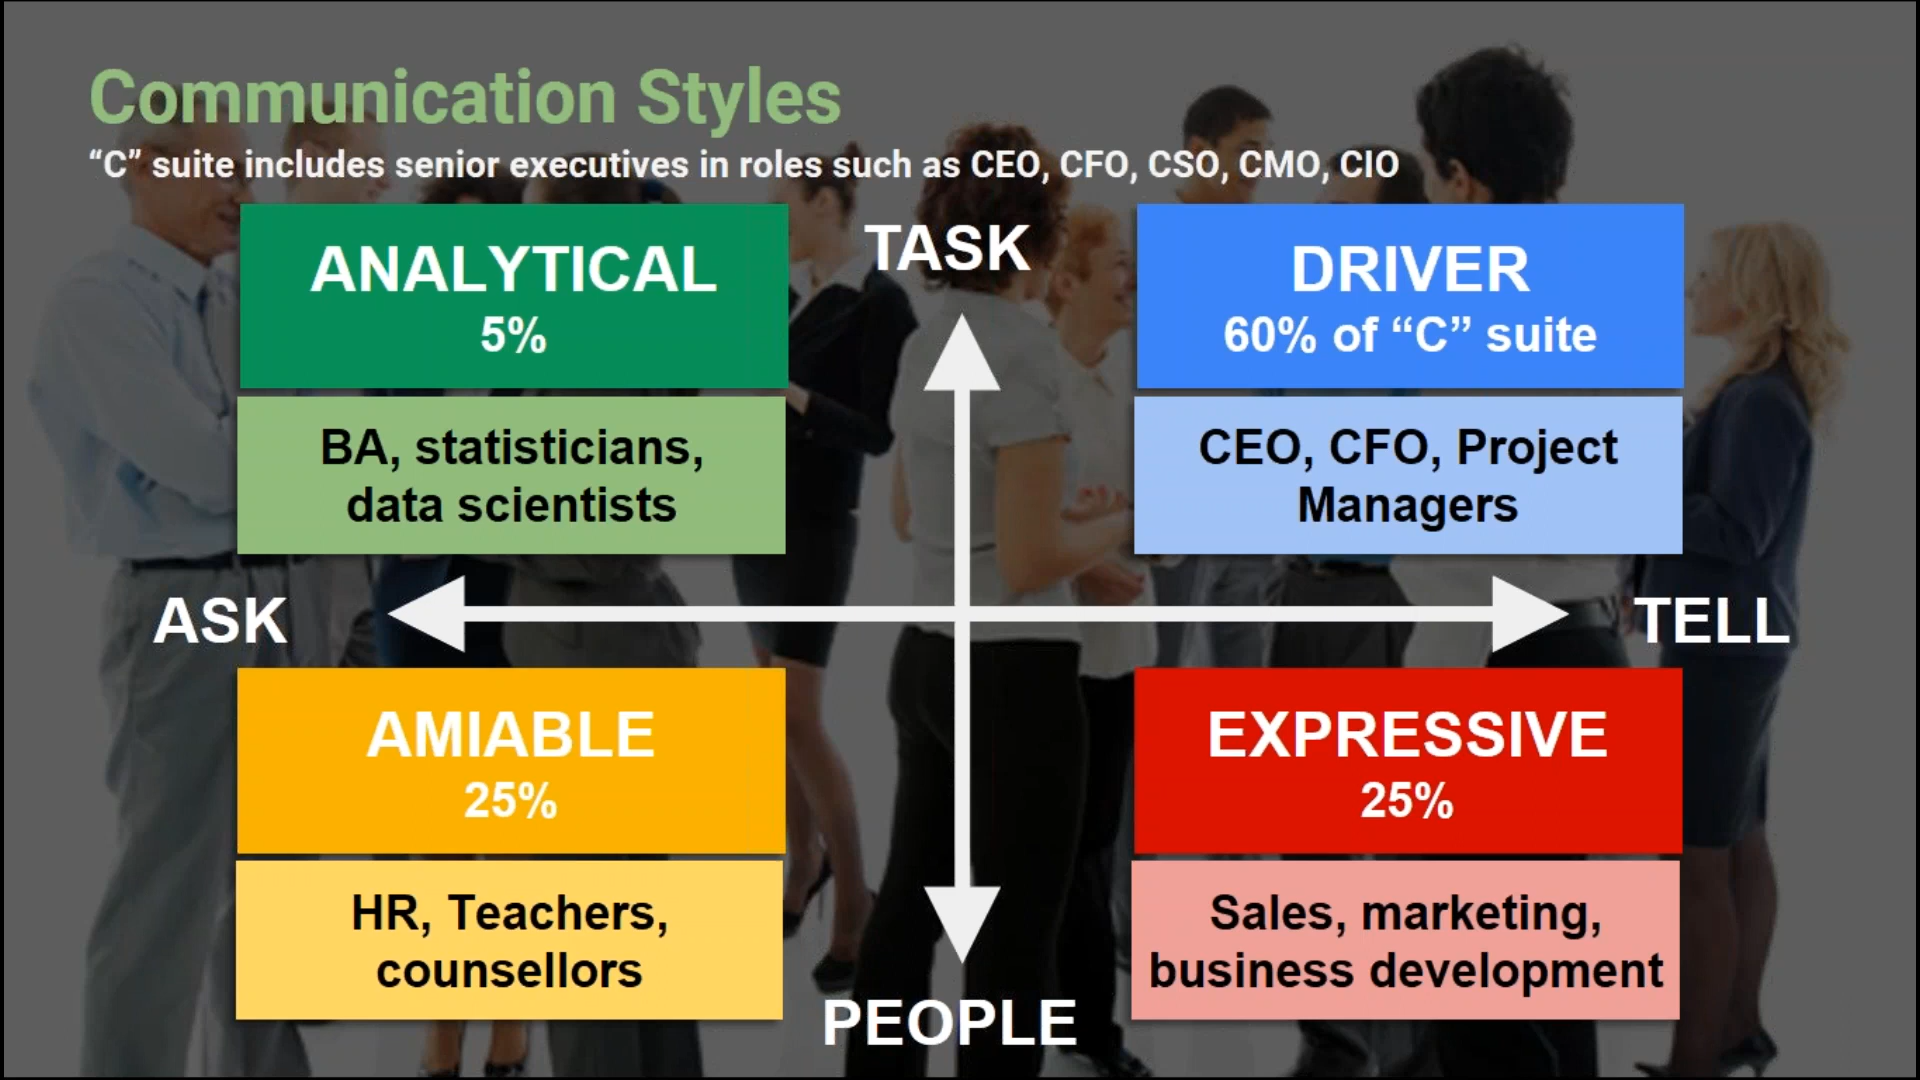 Communication Styles
“C” suite includes senior executives in roles such as CEO, CFO, CSO, CMO, CIO
ANALYTICAL
5%
BA, statisticians,
data scientists
TASK
DRIVER
60% of “C” suite
CEO, CFO, Project
Managers
ASK
TELL
AMIABLE
25%
HR, Teachers,
counsellors
EXPRESSIVE
25%
Sales, marketing,
business development
PEOPLE